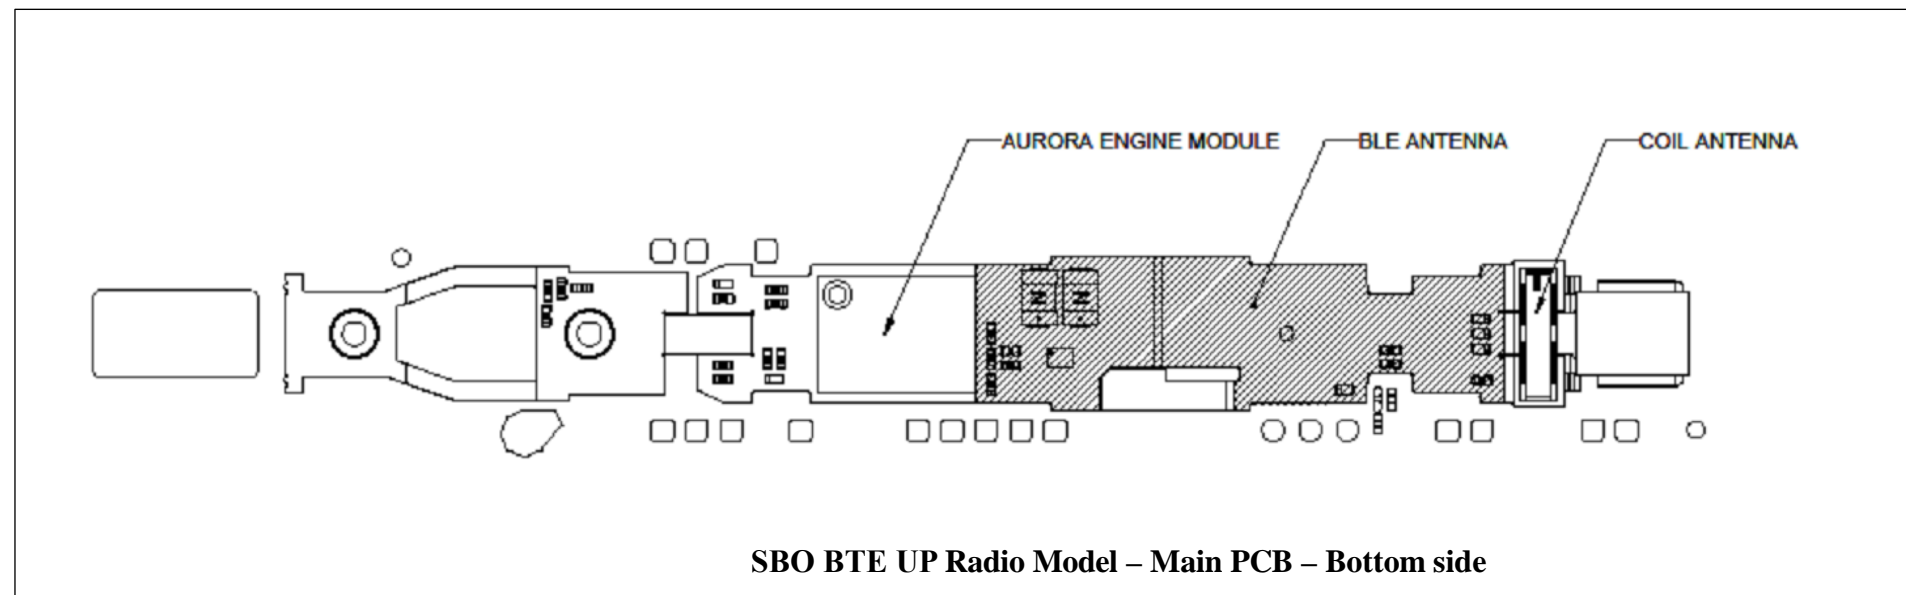 AURORA ENGINE MODULE
BLE ANTENNA
COIL ANTENNA
SBO BTE UP Radio Model – Main PCB – Bottom side